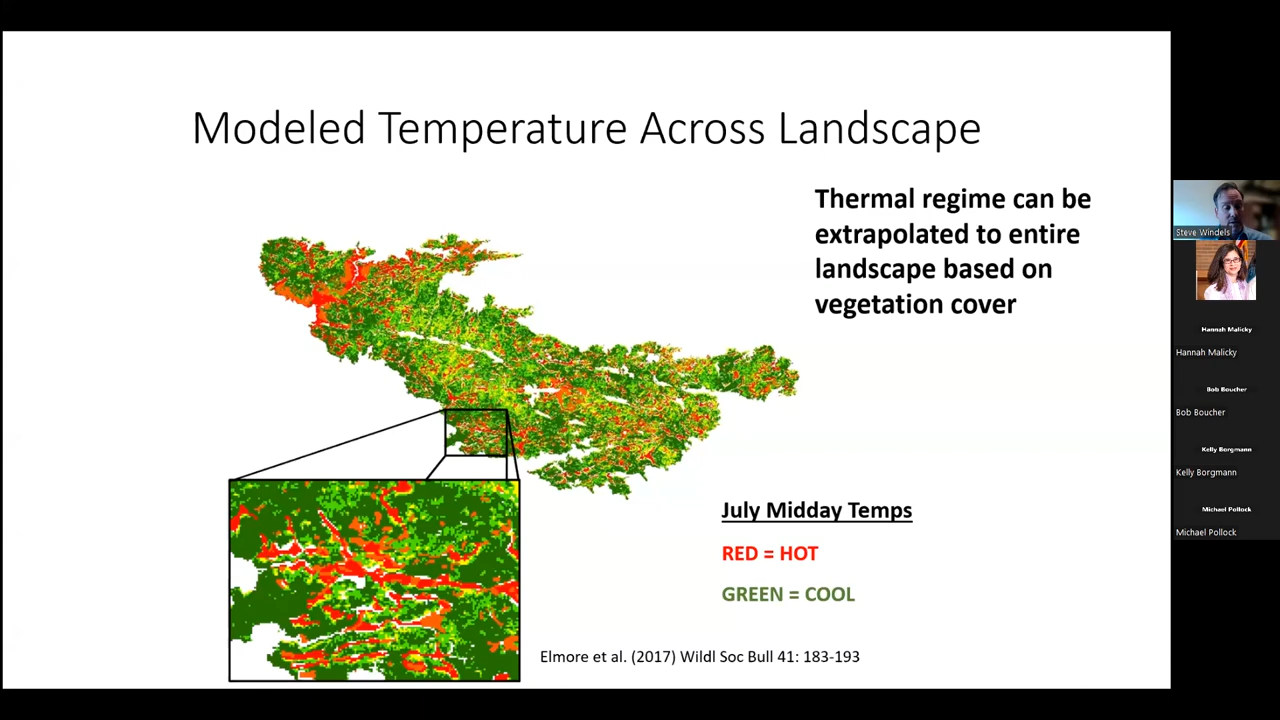 Modeled Temperature Across Landscape
Thermal regime can be
extrapolated to entire
landscape based on
vegetation cover
July Midday Temps
RED = HOT
GREEN = COOL
Elmore et al. (2017) Wildl Soc Bull 41: 183-193
Steve Windels
Hannah Malicky
Hannah Malicky
Bob Boucher
Bob Boucher
Kelly Borgmann
Kelly Borgmann
Michael Pollock
Michael Pollock